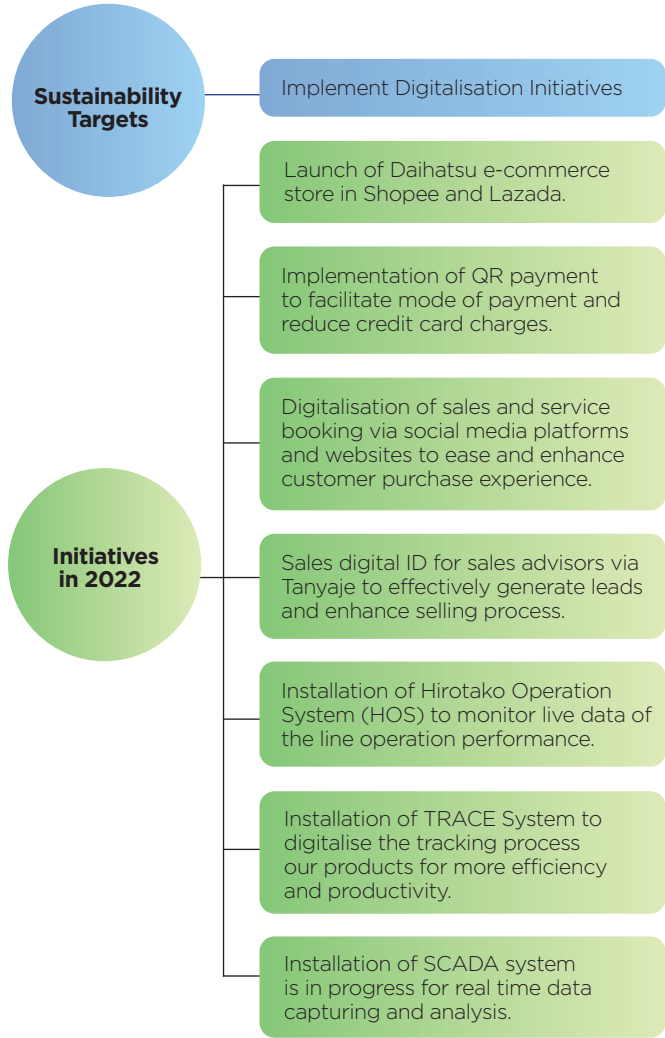 Sustainability
Targets
Implement Digitalisation Initiatives
Launch of Daihatsu e-commerce
store in Shopee and Lazada.
Implementation of QR payment
to facilitate mode of payment and
reduce credit card charges.
Digitalisation of sales and service
booking via social media platforms
and websites to ease and enhance
customer purchase experience.
Initiatives
in 2022
Sales digital ID for sales advisors via
Tanyaje to effectively generate leads
and enhance selling process.
Installation of Hirotako Operation
System (HOS) to monitor live data of
the line operation performance.
Installation of TRACE System to
digitalise the tracking process
our products for more efficiency
and productivity.
Installation of SCADA system
is in progress for real time data
capturing and analysis.